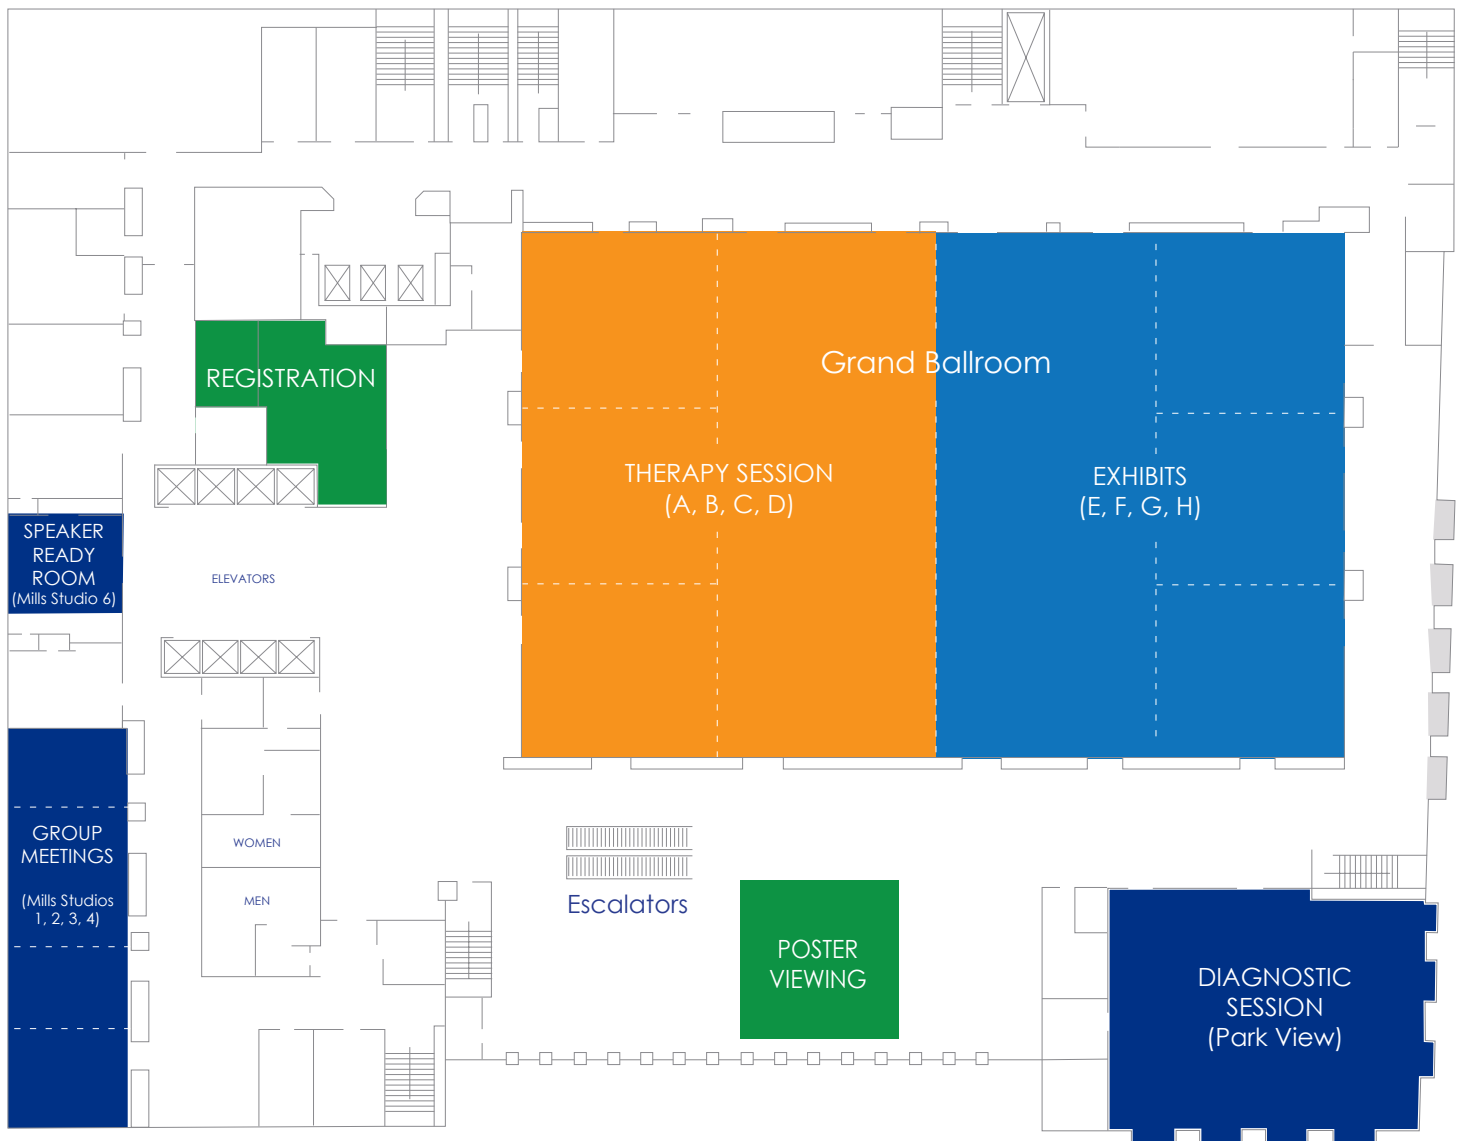 REGISTRATION
Grand Ballroom
THERAPY SESSION
(A, B, C, D)
EXHIBITS
(E, F, G, H)
SPEAKER
READY
ROOM
(Mills Studio 6)
ELEVATORS
GROUP
MEETINGS
(Mills Studios
1, 2, 3, 4)
WOMEN
MEN
Escalators
POSTER
VIEWING
DIAGNOSTIC
SESSION
(Park View)